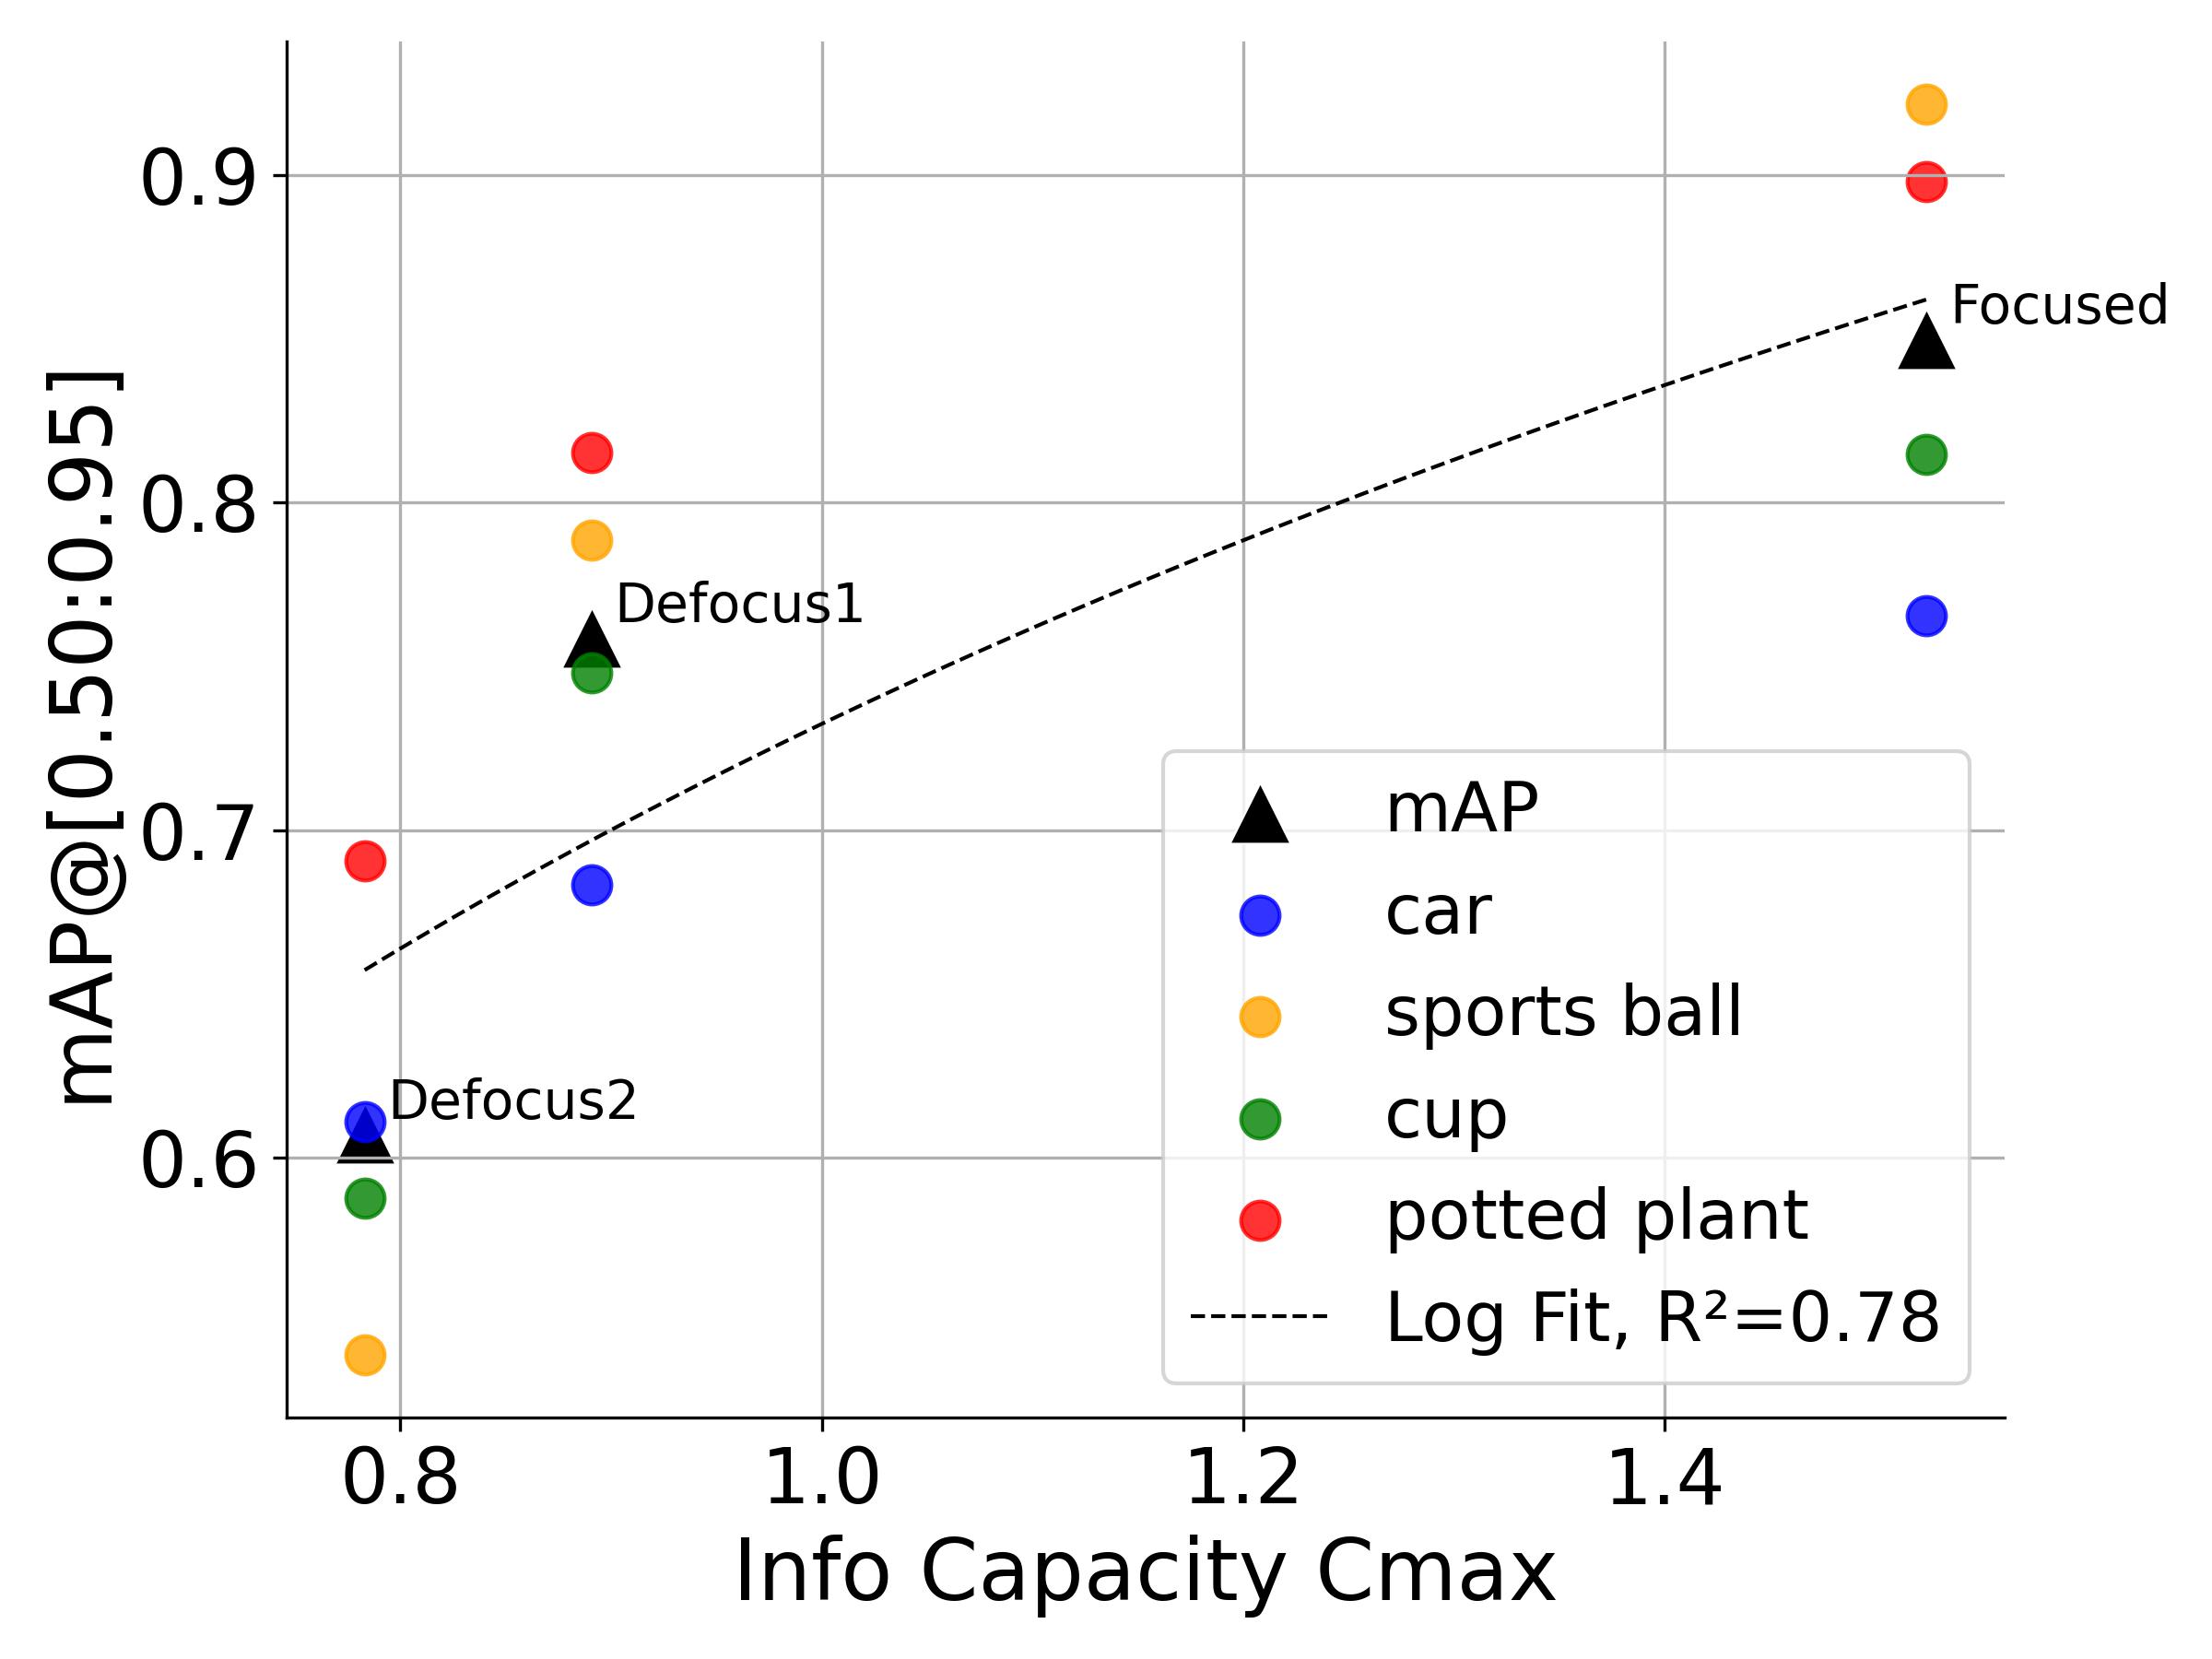 mAP@[0.50:0.95]
0.9
0.8
0.7
0.6
Focused
Defocus1
Defocus2
mAP
car
sports ball
cup
potted plant
Log Fit, R²=0.78
0.8
1.0
1.2
1.4
Info Capacity Cmax